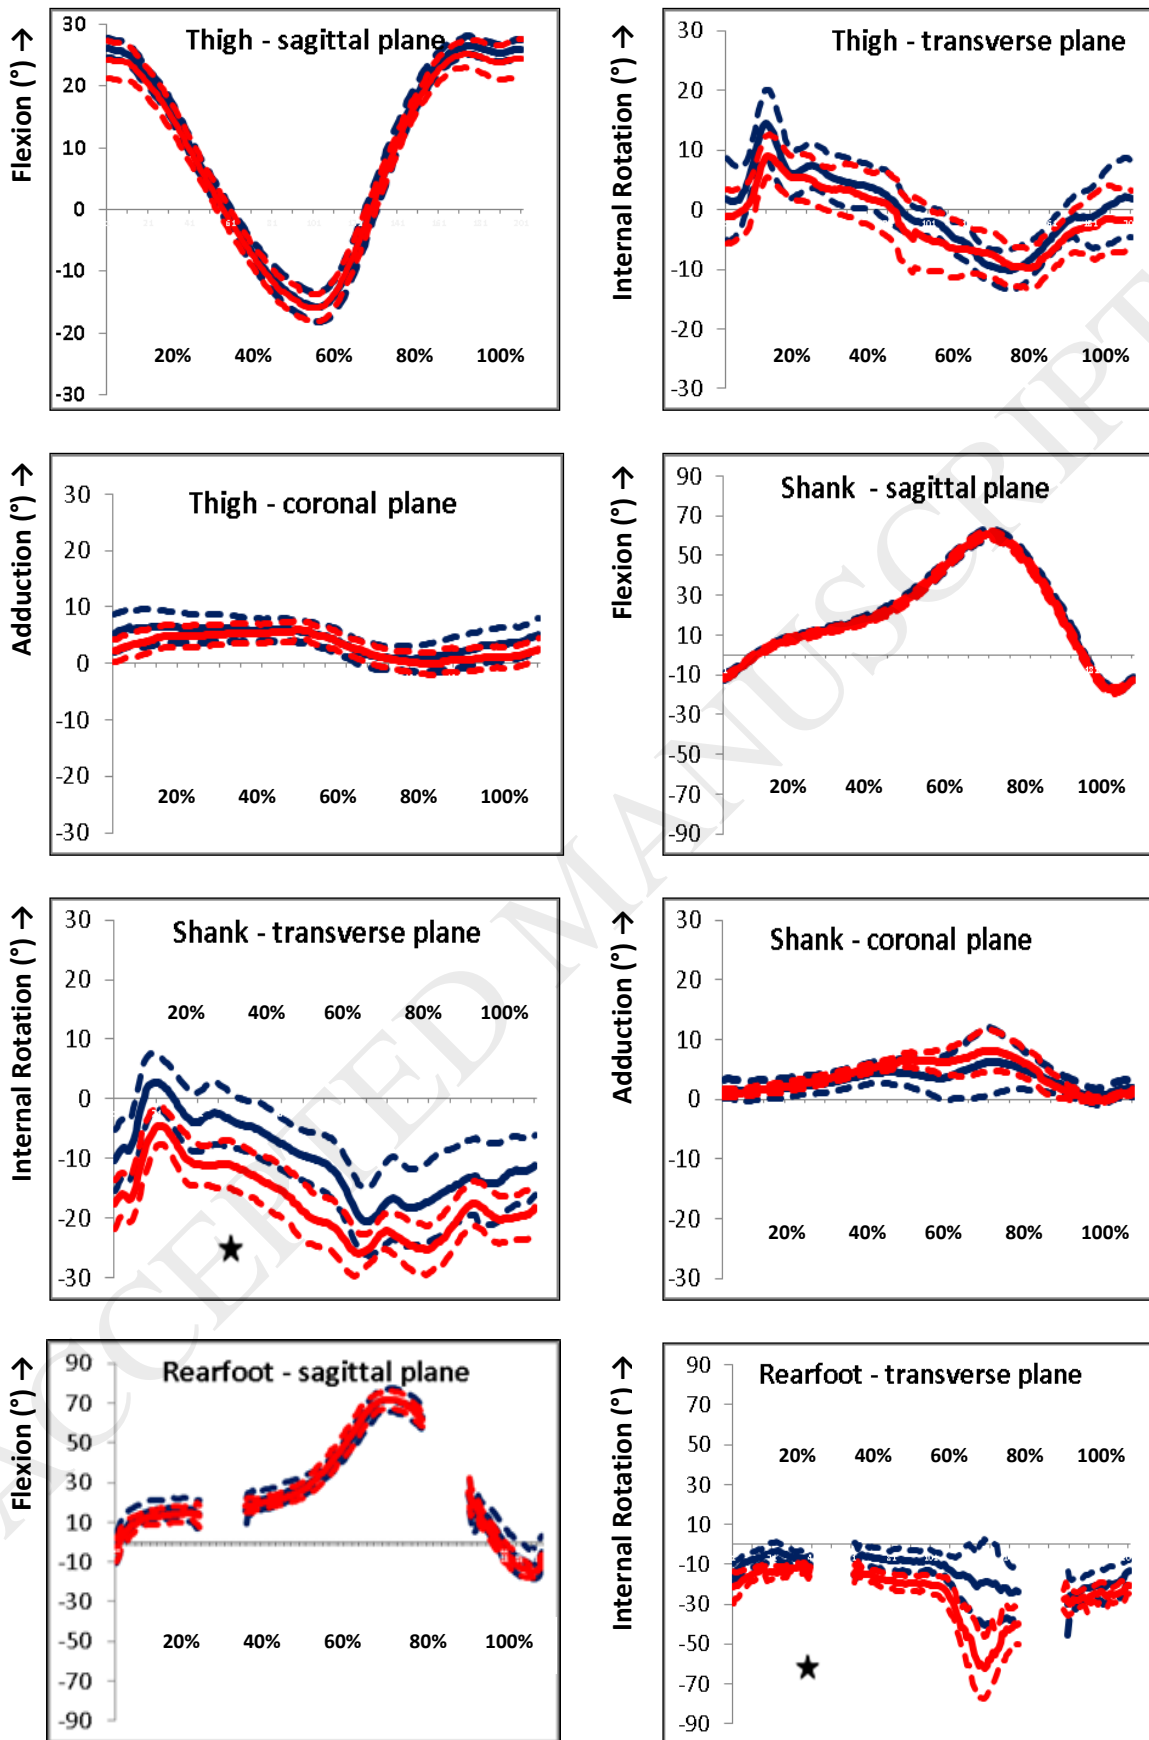 Flexion (°) →
Thigh - sagittal plane
30
20
10
0
-10
-20
-30
20% 40% 60% 80% 100%
Internal Rotation (°) →
Thigh - transverse plane
30
20
10
0
-10
-20
-30
20% 40% 60% 80% 100%
Adduction (°) →
Thigh - coronal plane
30
20
10
0
-10
-20
-30
20% 40% 60% 80% 100%
Flexion (°) →
Shank - sagittal plane
90
70
50
30
10
-10
-30
-50
-70
-90
20% 40% 60% 80% 100%
Internal Rotation (°) →
Shank - transverse plane
30
20
10
0
-10
-20
-30
20% 40% 60% 80% 100%
Adduction (°) →
Shank - coronal plane
30
20
10
0
-10
-20
-30
20% 40% 60% 80% 100%
Flexion (°) →
Rearfoot - sagittal plane
90
70
50
30
10
-10
-30
-50
-70
-90
20% 40% 60% 80% 100%
Internal Rotation (°) →
Rearfoot - transverse plane
90
70
50
30
10
-10
-30
-50
-70
-90
20% 40% 60% 80% 100%
ACCEPTED MANUSCRIPT